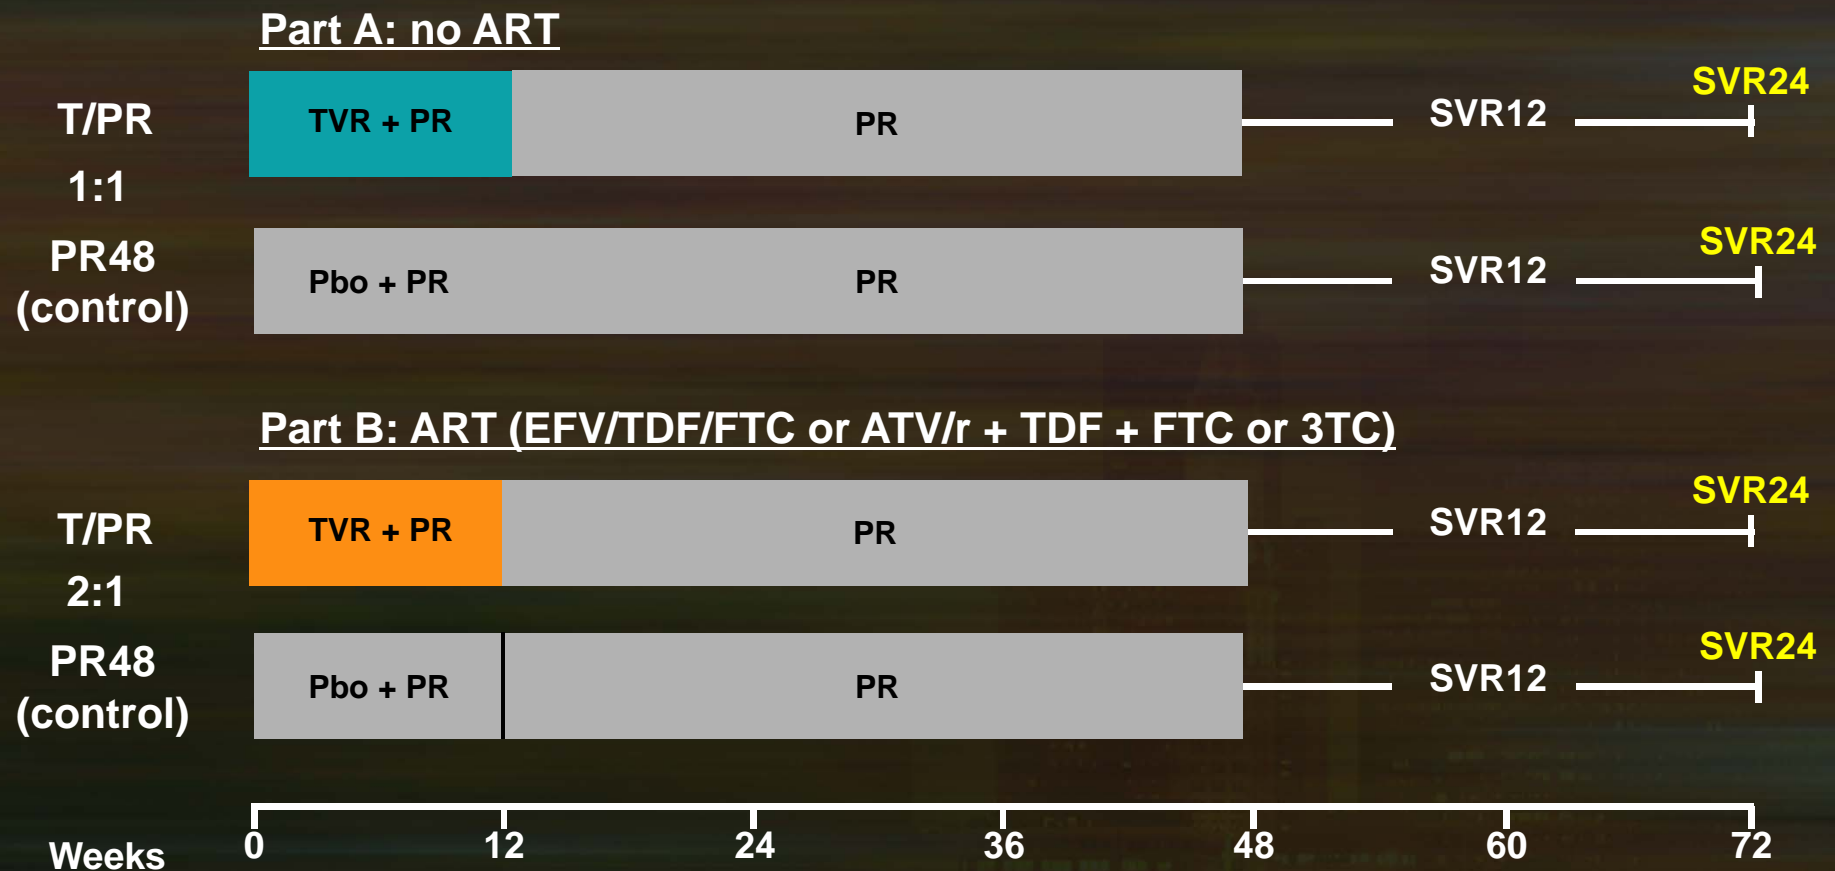 Part A: no ART
SVR24
T/PR
TVR + PR
PR
SVR12
1:1
PR48
(control)
Pbo + PR
PR
SVR12
SVR24
Part B: ART (EFV/TDF/FTC or ATV/r + TDF + FTC or 3TC)
SVR24
T/PR
TVR + PR
PR
SVR12
2:1
PR48
(control)
Pbo + PR
PR
SVR12
SVR24
Weeks
0 12 24 36 48 60 72